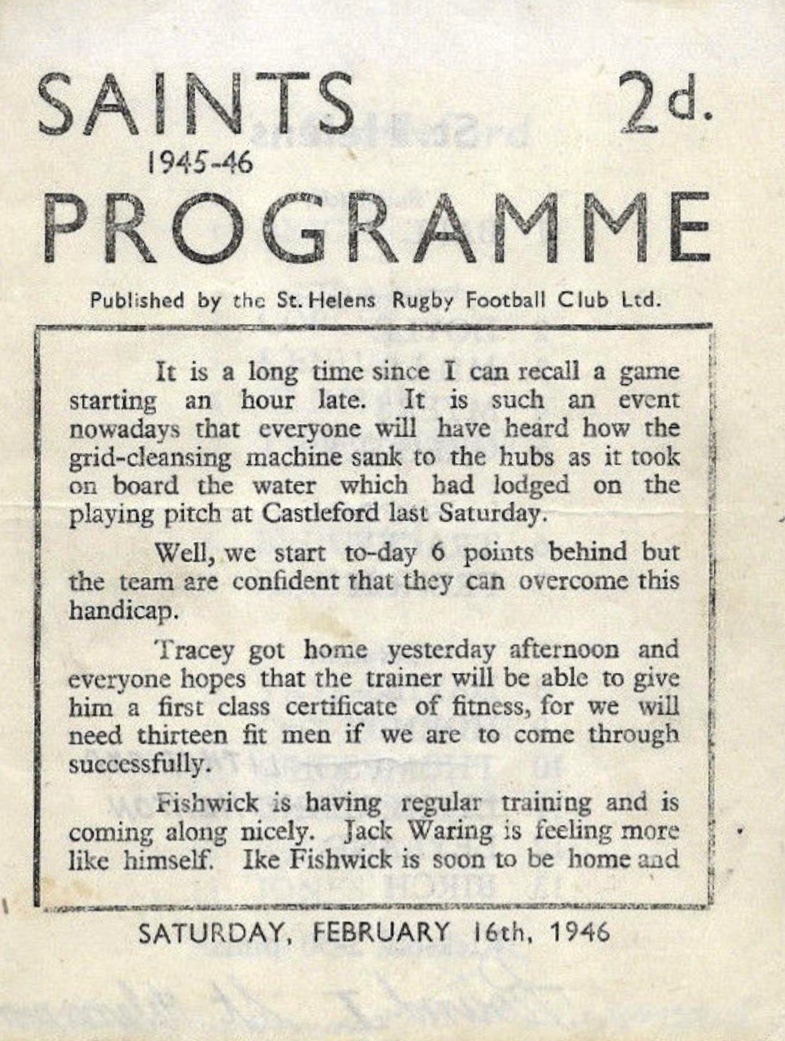 SAINTS 2d.
1945-46
PROGRAMME
Published by the St. Helens Rugby Football Club Ltd.
It is a long time since I can recall a game
starting an hour late. It is such an event
nowadays that everyone will have heard how the
grid-cleansing machine sank to the hubs as it took
on board the water which had lodged on the
playing pitch at Castleford last Saturday.
Well, we start to-day 6 points behind but
the team are confident that they can overcome this
handicap.
Tracey got home yesterday afternoon and
everyone hopes that the trainer will be able to give
him a first class certificate of fitness, for we will
need thirteen fit men if we are to come through
successfully.
Fishwick is having regular training and is
coming along nicely. Jack Waring is feeling more
like himself. Ike Fishwick is soon to be home and
SATURDAY, FEBRUARY 16th, 1946